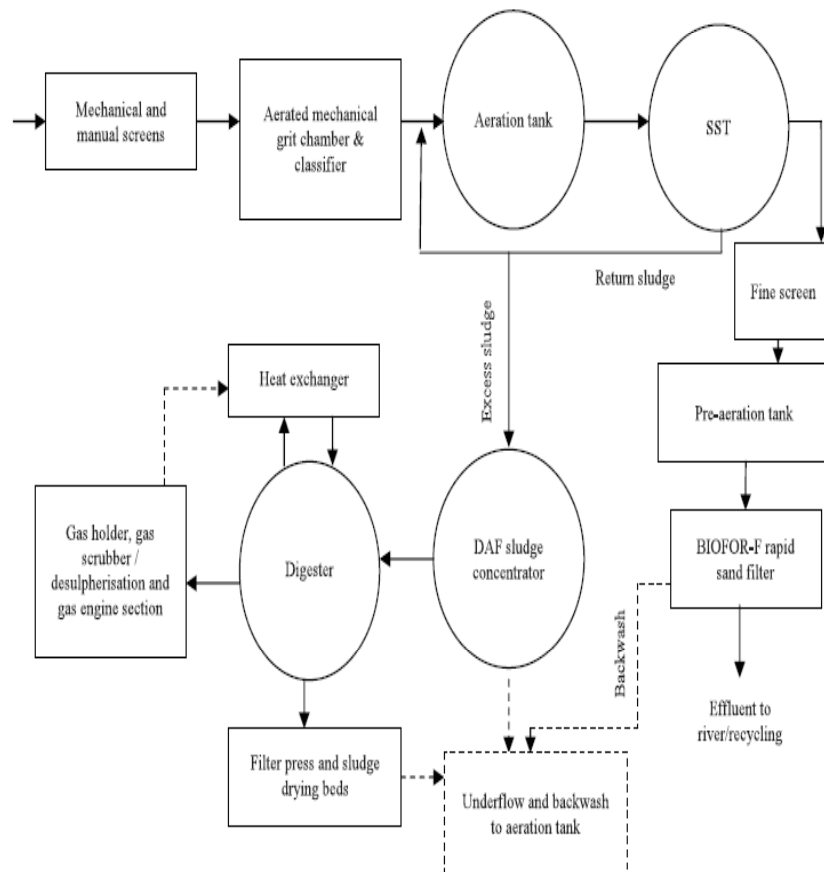 Mechanical and
manual screens
Aerated mechanical
grit chamber &
classifier
Aeration tank
SST
Return sludge
Fine screen
Excess sludge
Heat exchanger
Pre-aeration tank
Gas holder, gas
scrubber /
desulpherisation and
gas engine section
Digester
DAF sludge
concentrator
BIOFOR-F rapid
sand filter
Backwash
Effluent to
river/recycling
Filter press and sludge
drying beds
Underflow and backwash
to aeration tank